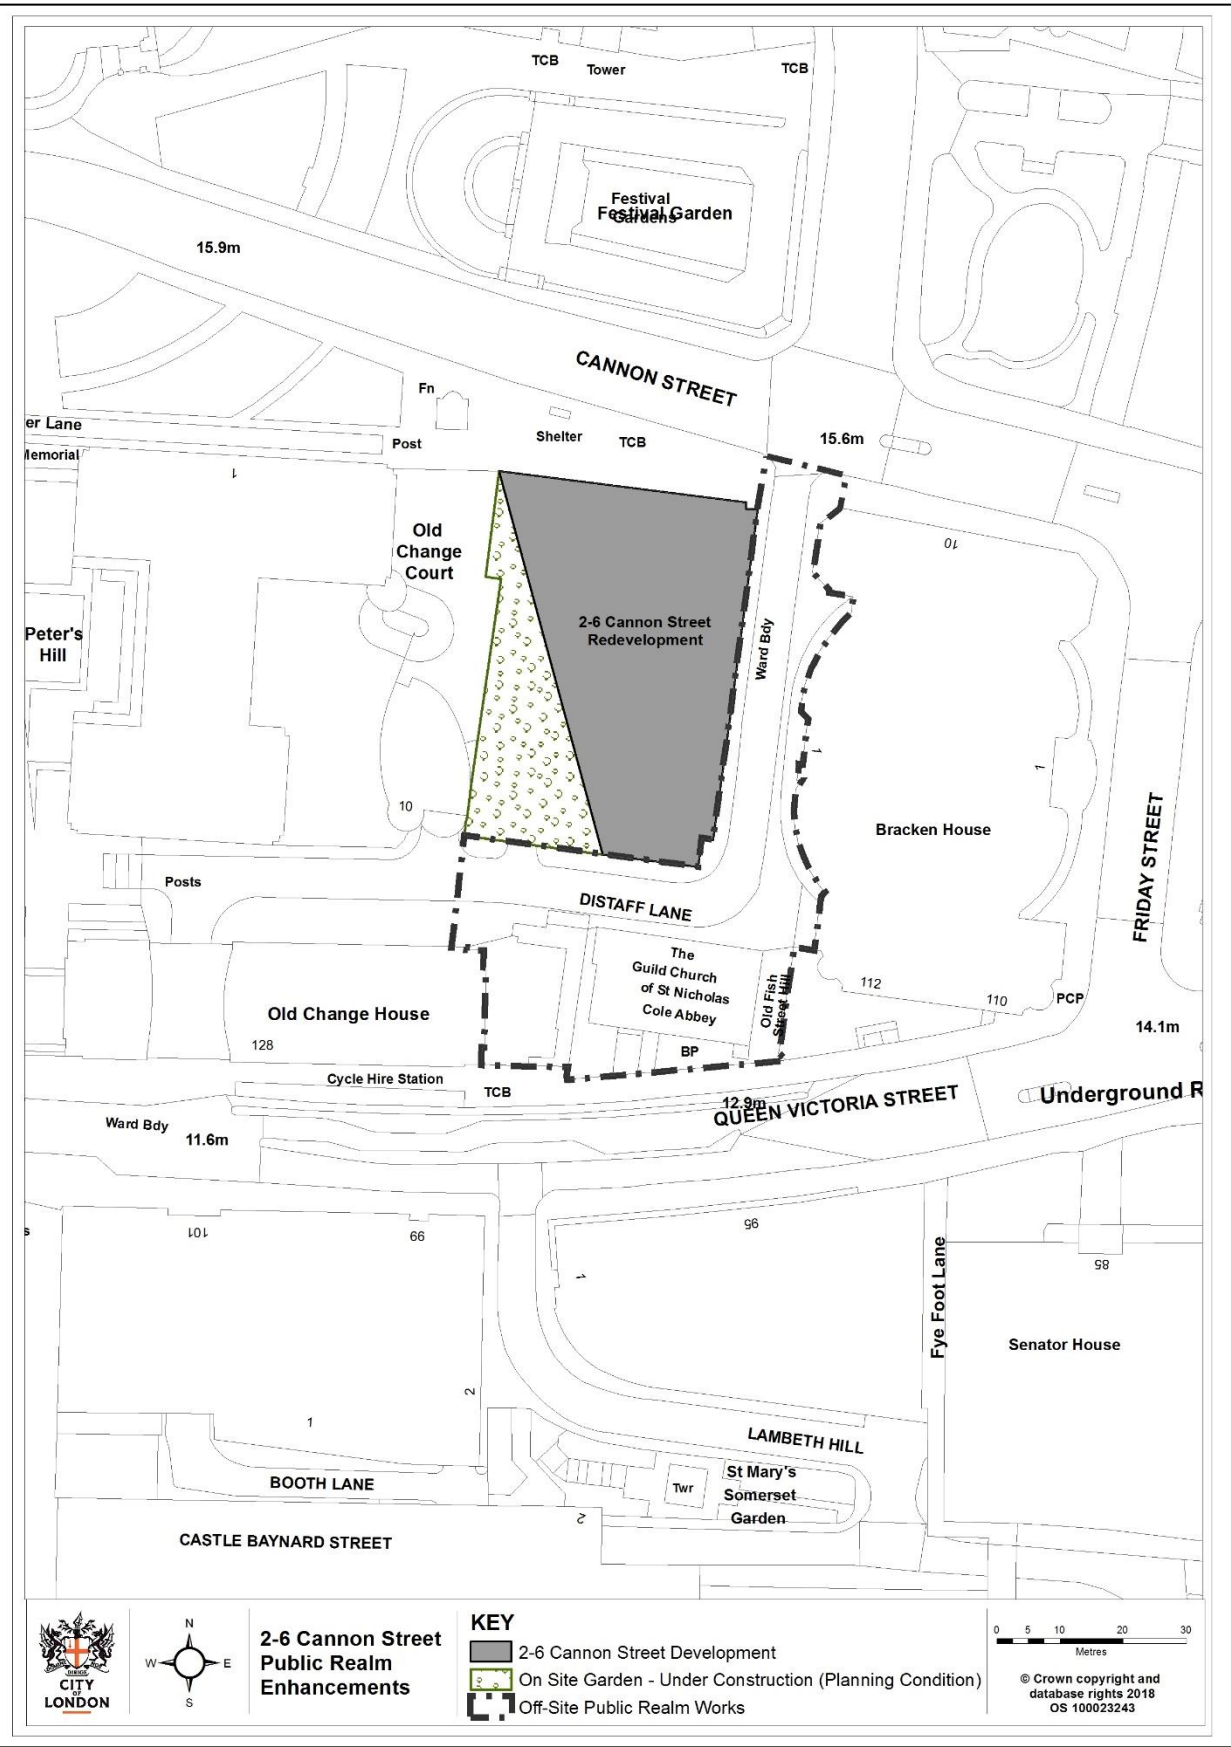 TCB
Tower
TCB
Festival
Gardens
Festival Garden
15.9m
CANNON STREET
Fn
er Lane
Memorial
Post
Shelter
TCB
15.6m
1
Old
Change
Court
10
2-6 Cannon Street
Redevelopment
Ward Bdy
Peter's
Hill
1
1
10
Bracken House
FRIDAY STREET
Posts
DISTAFF LANE
The
Guild Church
of St Nicholas
Cole Abbey
Old Fish
Street Hill
112
110
PCP
Old Change House
14.1m
128
BP
Cycle Hire Station
TCB
12.9m
QUEEN VICTORIA STREET
Underground R
Ward Bdy
11.6m
s
101
99
95
85
1
Fye Foot Lane
Senator House
2
1
LAMBETH HILL
BOOTH LANE
Twr
St Mary's
Somerset
Garden
2
CASTLE BAYNARD STREET
CITY
OF
LONDON
N
W E
S
2-6 Cannon Street
Public Realm
Enhancements
KEY
2-6 Cannon Street Development
On Site Garden - Under Construction (Planning Condition)
Off-Site Public Realm Works
0 5 10 20 30
Metres
© Crown copyright and
database rights 2018
OS 100023243